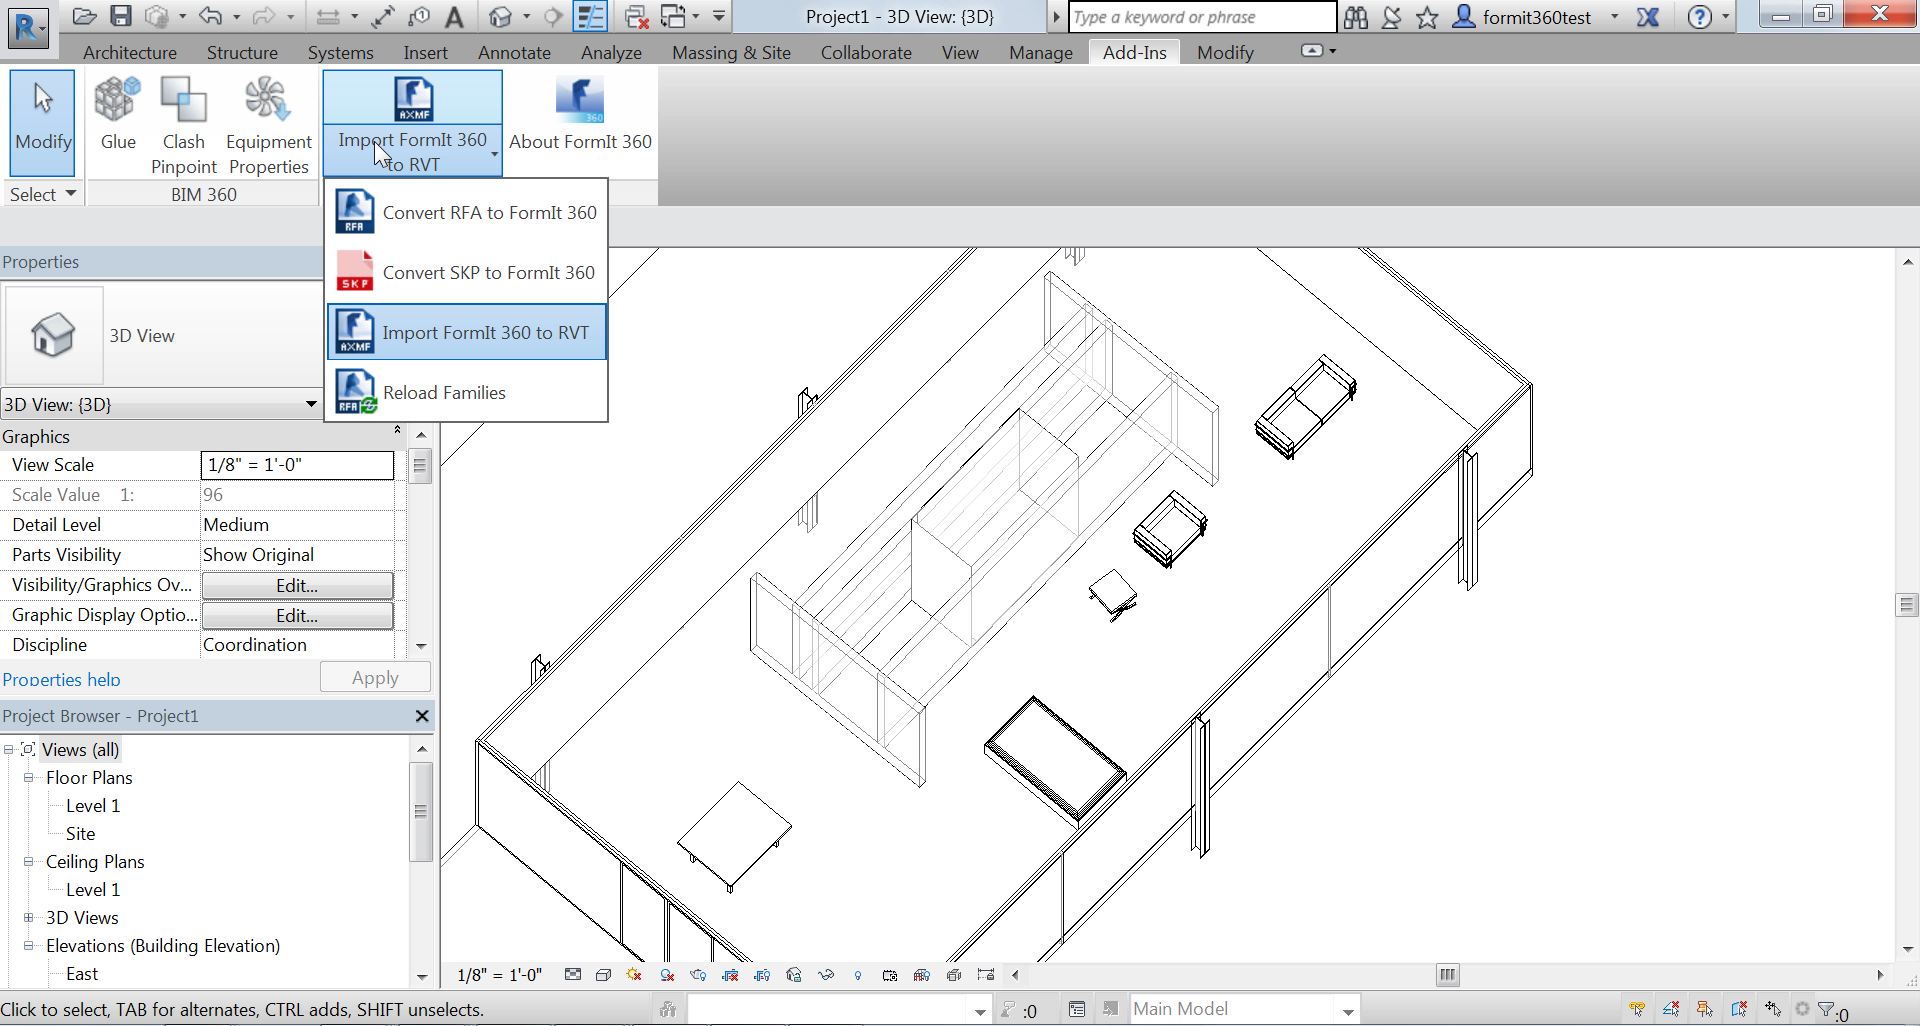 Project1 - 3D View: {3D}
Type a keyword or phrase
formit360test
Architecture Structure Systems Insert Annotate Analyze Massing & Site Collaborate View Manage Add-Ins Modify
Modify
Glue
Clash
Pinpoint
Equipment
Properties
AXMF
Import FormIt 360
to RVT
360
About FormIt 360
Select
BIM 360
RFA
Convert RFA to FormIt 360
SKP
Convert SKP to FormIt 360
AXMF
Import FormIt 360 to RVT
RFA
Reload Families
Properties
3D View
3D View: {3D}
Graphics
View Scale 1/8" = 1'-0"
Scale Value 1: 96
Detail Level Medium
Parts Visibility Show Original
Visibility/Graphics Ov... Edit...
Graphic Display Optio... Edit...
Discipline Coordination
Properties help
Apply
Project Browser - Project1
Views (all)
Floor Plans
Level 1
Site
Ceiling Plans
Level 1
3D Views
Elevations (Building Elevation)
East
1/8" = 1'-0"
Click to select, TAB for alternates, CTRL adds, SHIFT unselects.
:0
Main Model
:0